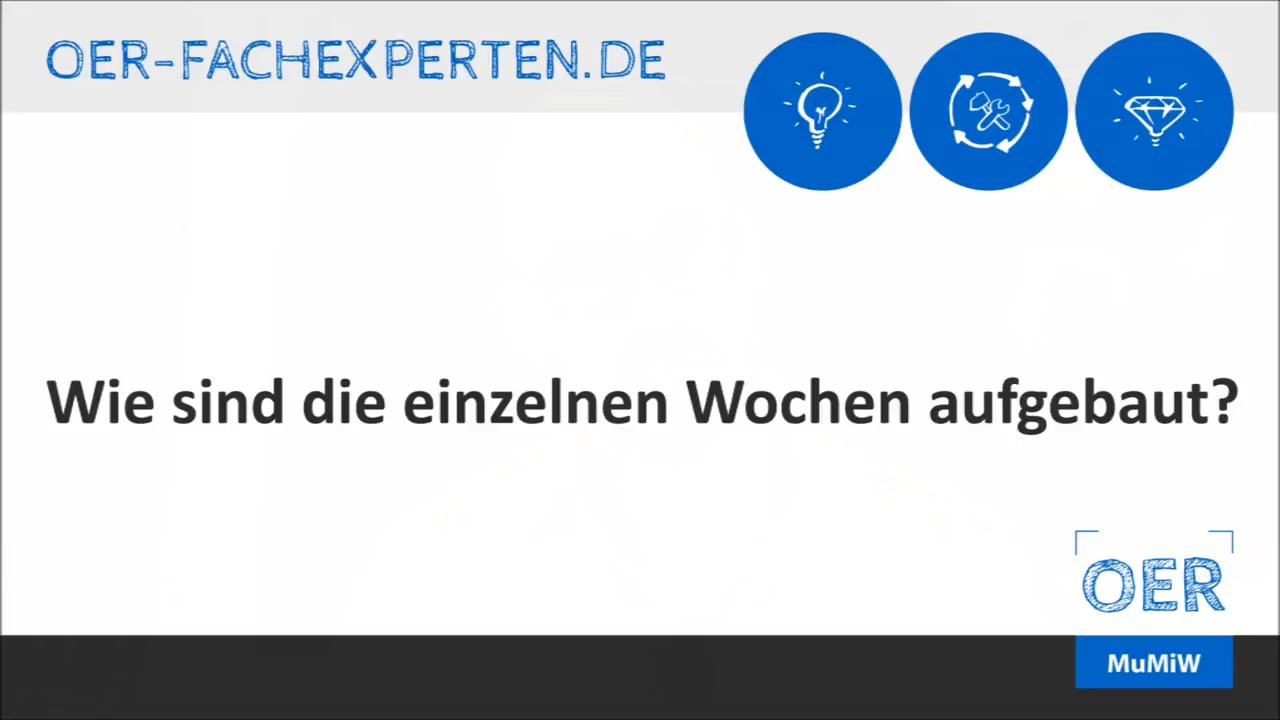 OER-FACHEXPERTEN.DE
Wie sind die einzelnen Wochen aufgebaut?
OER
MuMiW